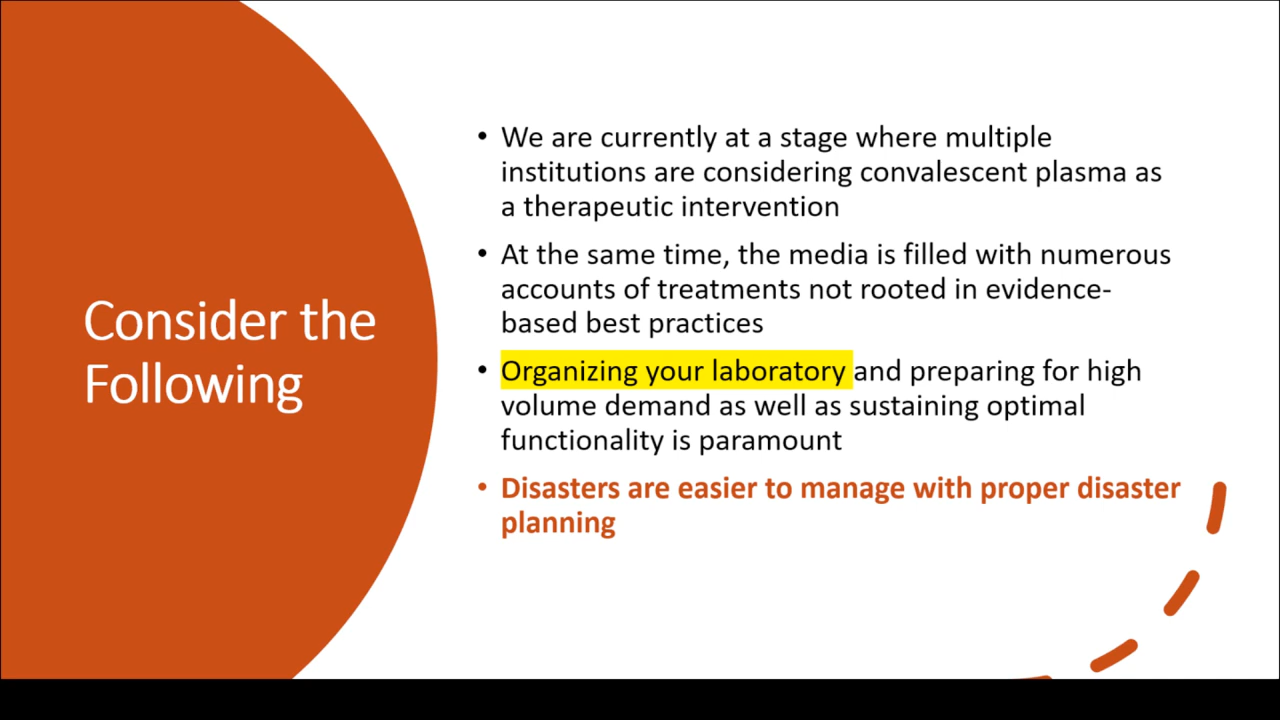 Consider the
Following
• We are currently at a stage where multiple
institutions are considering convalescent plasma as
a therapeutic intervention
• At the same time, the media is filled with numerous
accounts of treatments not rooted in evidence-
based best practices
• Organizing your laboratory and preparing for high
volume demand as well as sustaining optimal
functionality is paramount
• Disasters are easier to manage with proper disaster
planning